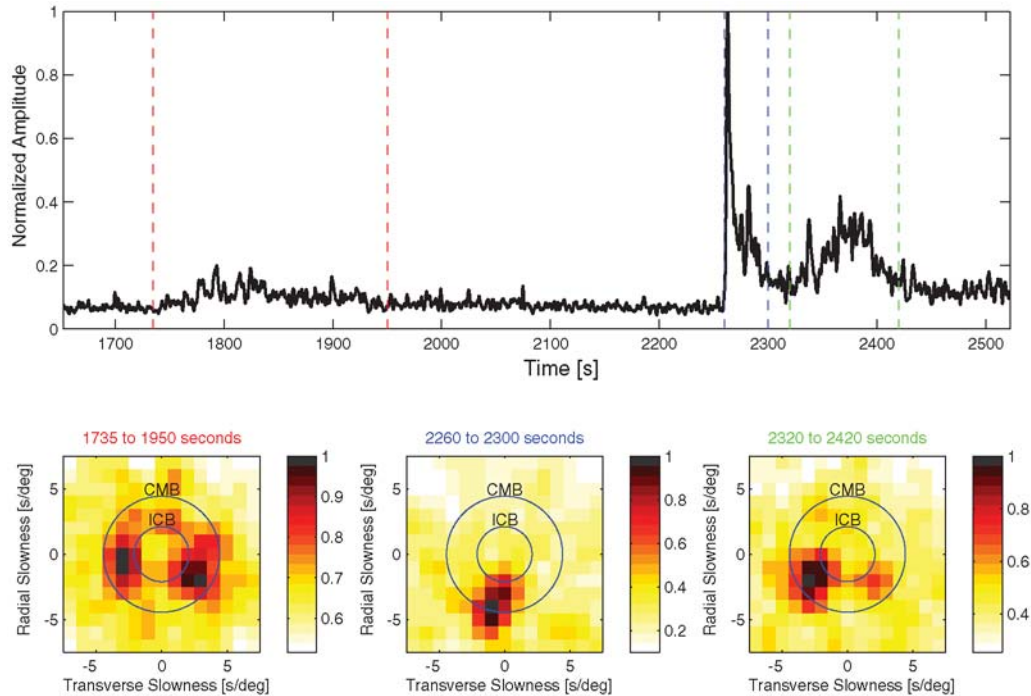 Normalized Amplitude
1
0.8
0.6
0.4
0.2
0
1700 1800 1900 2000 2100 2200 2300 2400 2500
Time [s]
1735 to 1950 seconds
Radial Slowness [s/deg]
5
0
-5
CMB
ICB
-5 0 5
Transverse Slowness [s/deg]
1
0.9
0.8
0.7
0.6
2260 to 2300 seconds
Radial Slowness [s/deg]
5
0
-5
CMB
ICB
-5 0 5
Transverse Slowness [s/deg]
1
0.8
0.6
0.4
0.2
2320 to 2420 seconds
Radial Slowness [s/deg]
5
0
-5
CMB
ICB
-5 0 5
Transverse Slowness [s/deg]
1
0.8
0.6
0.4